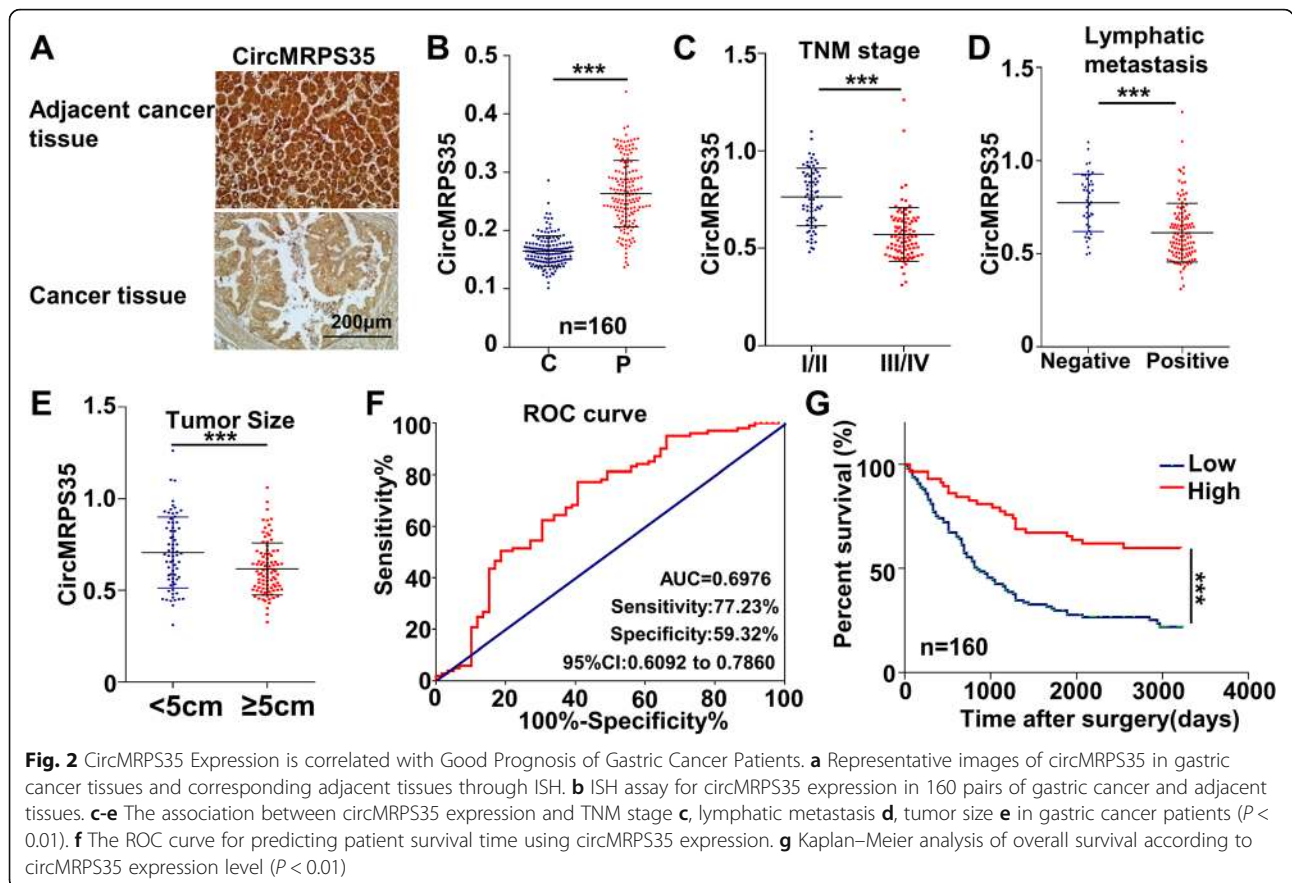 A
CircMRPS35
Adjacent cancer
tissue
Cancer tissue
200μm
B
CircMRPS35
0.5
0.4
0.3
0.2
0.1
0
***
n=160
C
P
C
TNM stage
***
CircMRPS35
1.5
1.0
0.5
0
I/II
III/IV
D
Lymphatic
metastasis
***
CircMRPS35
1.5
1.0
0.5
0
Negative
Positive
E
Tumor Size
***
CircMRPS35
1.5
1.0
0.5
0
<5cm
≥5cm
F
ROC curve
Sensitivity%
100
80
60
40
20
0
AUC=0.6976
Sensitivity:77.23%
Specificity:59.32%
95%CI:0.6092 to 0.7860
0
20
40
60
80
100
100%-Specificity%
G
Percent survival (%)
100
50
0
Low
High
***
n=160
0
1000
2000
3000
4000
Time after surgery(days)
Fig. 2 CircMRPS35 Expression is correlated with Good Prognosis of Gastric Cancer Patients. a Representative images of circMRPS35 in gastric
cancer tissues and corresponding adjacent tissues through ISH. b ISH assay for circMRPS35 expression in 160 pairs of gastric cancer and adjacent
tissues. c-e The association between circMRPS35 expression and TNM stage c, lymphatic metastasis d, tumor size e in gastric cancer patients (P <
0.01). f The ROC curve for predicting patient survival time using circMRPS35 expression. g Kaplan–Meier analysis of overall survival according to
circMRPS35 expression level (P < 0.01)